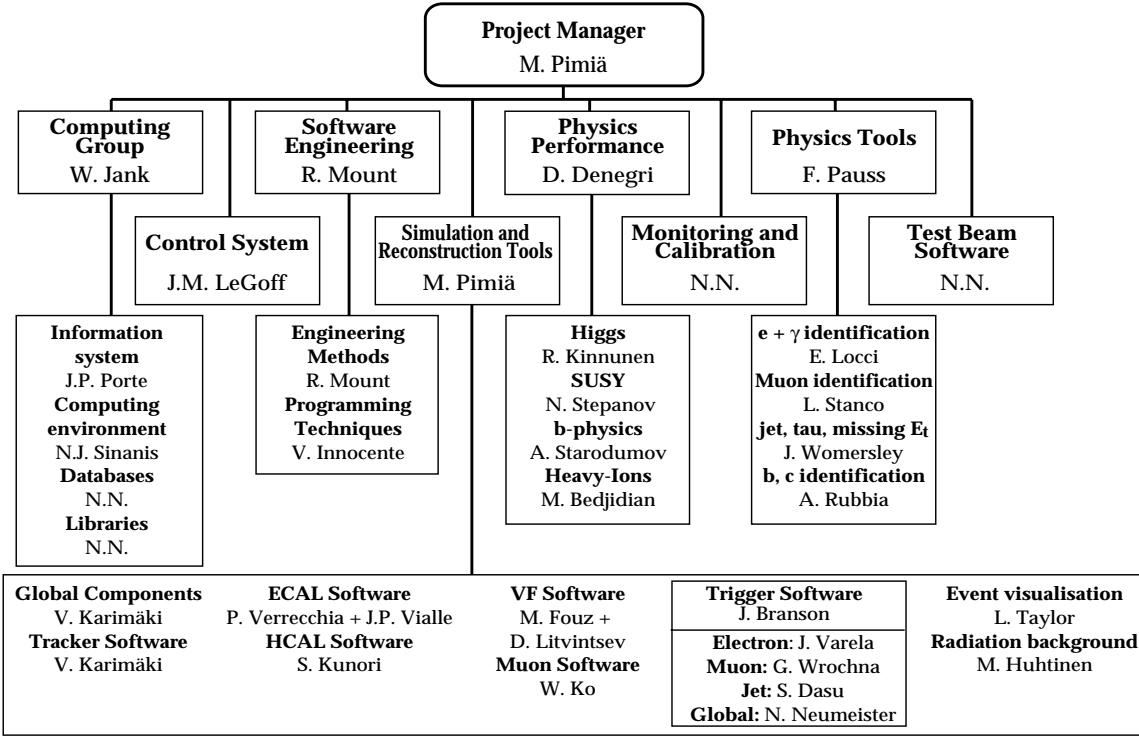 Project Manager
M. Pimiä
Computing
Group
W. Jank
Software
Engineering
R. Mount
Physics
Performance
D. Denegri
Physics Tools
F. Pauss
Control System
J.M. LeGoff
Simulation and
Reconstruction Tools
M. Pimiä
Monitoring and
Calibration
N.N.
Test Beam
Software
N.N.
Information
system
J.P. Porte
Computing
environment
N.J. Sinanis
Databases
N.N.
Libraries
N.N.
Engineering
Methods
R. Mount
Programming
Techniques
V. Innocente
Higgs
R. Kinnunen
SUSY
N. Stepanov
b-physics
A. Starodumov
Heavy-Ions
M. Bedjidian
e + γ identification
E. Locci
Muon identification
L. Stanco
jet, tau, missing Et
J. Womersley
b, c identification
A. Rubbia
Global Components
V. Karimäki
Tracker Software
V. Karimäki
ECAL Software
P. Verrecchia + J.P. Vialle
HCAL Software
S. Kunori
VF Software
M. Fouz +
D. Litvintsev
Muon Software
W. Ko
Trigger Software
J. Branson
Electron: J. Varela
Muon: G. Wrochna
Jet: S. Dasu
Global: N. Neumeister
Event visualisation
L. Taylor
Radiation background
M. Huhtinen